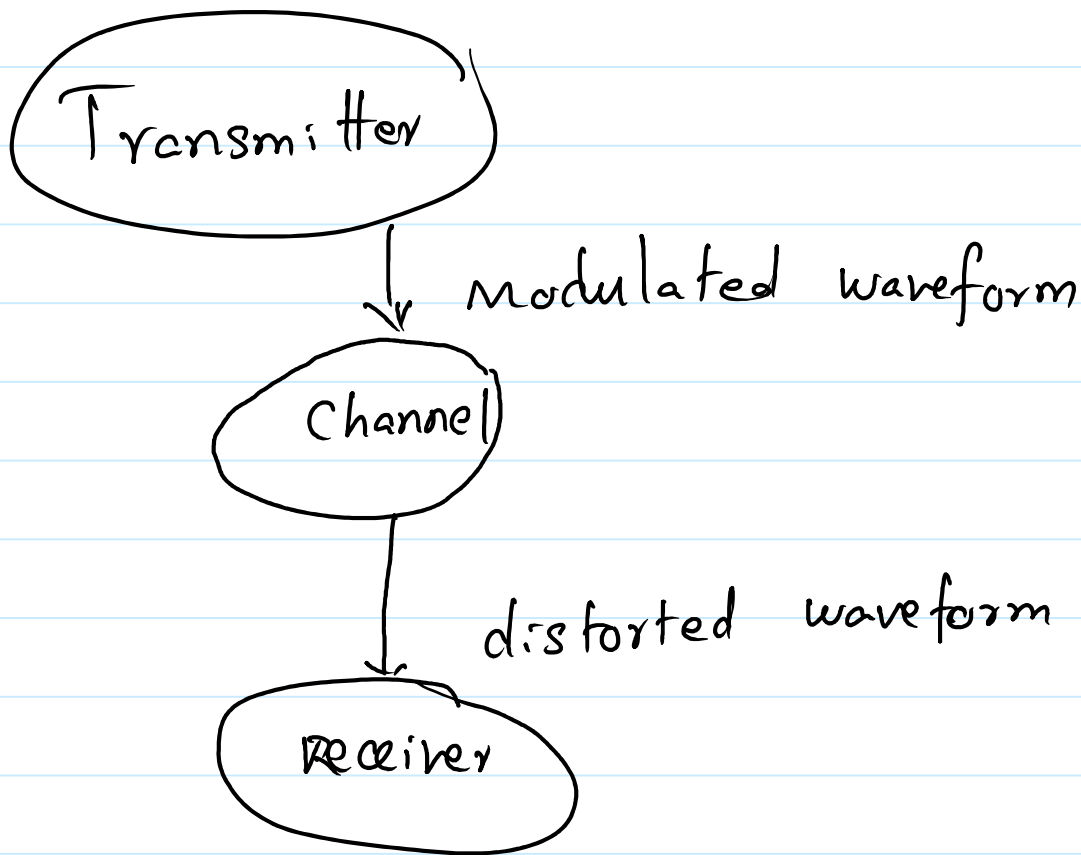 Transmitter
Modulated waveform
Channel
distorted waveform
Receiver